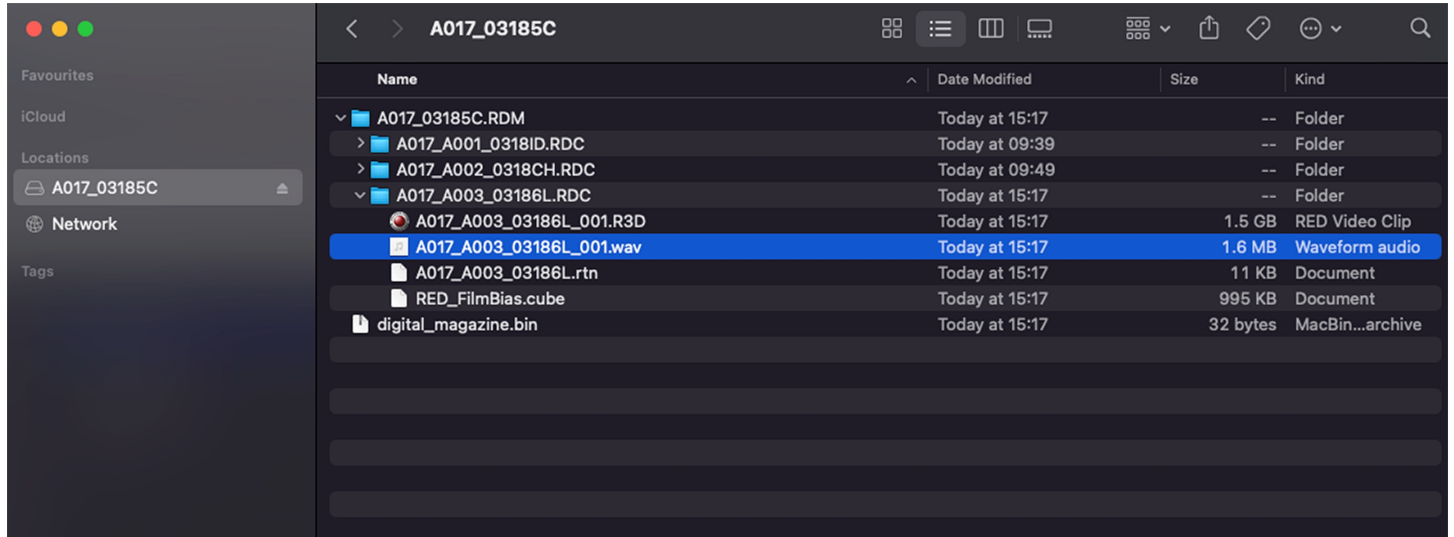 A017_03185C
Favourites
iCloud
Locations
A017_03185C
Network
Tags
Name Date Modified Size Kind
A017_03185C.RDM Today at 15:17 -- Folder
A017_A001_0318ID.RDC Today at 09:39 -- Folder
A017_A002_0318CH.RDC Today at 09:49 -- Folder
A017_A003_03186L.RDC Today at 15:17 -- Folder
A017_A003_03186L_001.R3D Today at 15:17 1.5 GB RED Video Clip
A017_A003_03186L_001.wav Today at 15:17 1.6 MB Waveform audio
A017_A003_03186L.rtn Today at 15:17 11 KB Document
RED_FilmBias.cube Today at 15:17 995 KB Document
digital_magazine.bin Today at 15:17 32 bytes MacBin...archive